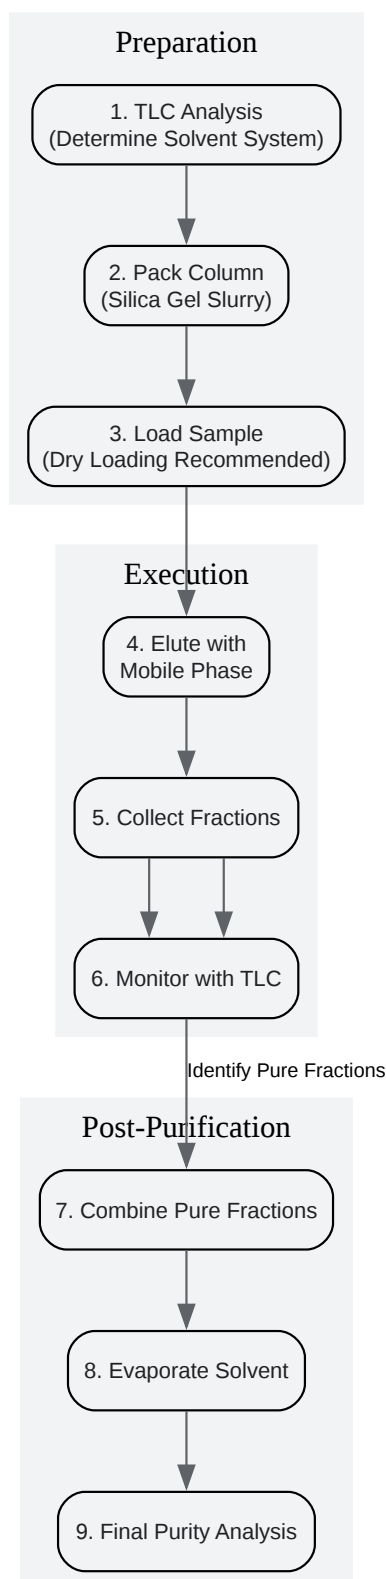 Preparation
1. TLC Analysis
(Determine Solvent System)
2. Pack Column
(Silica Gel Slurry)
3. Load Sample
(Dry Loading Recommended)
Execution
4. Elute with
Mobile Phase
5. Collect Fractions
6. Monitor with TLC
Identify Pure Fractions
Post-Purification
7. Combine Pure Fractions
8. Evaporate Solvent
9. Final Purity Analysis